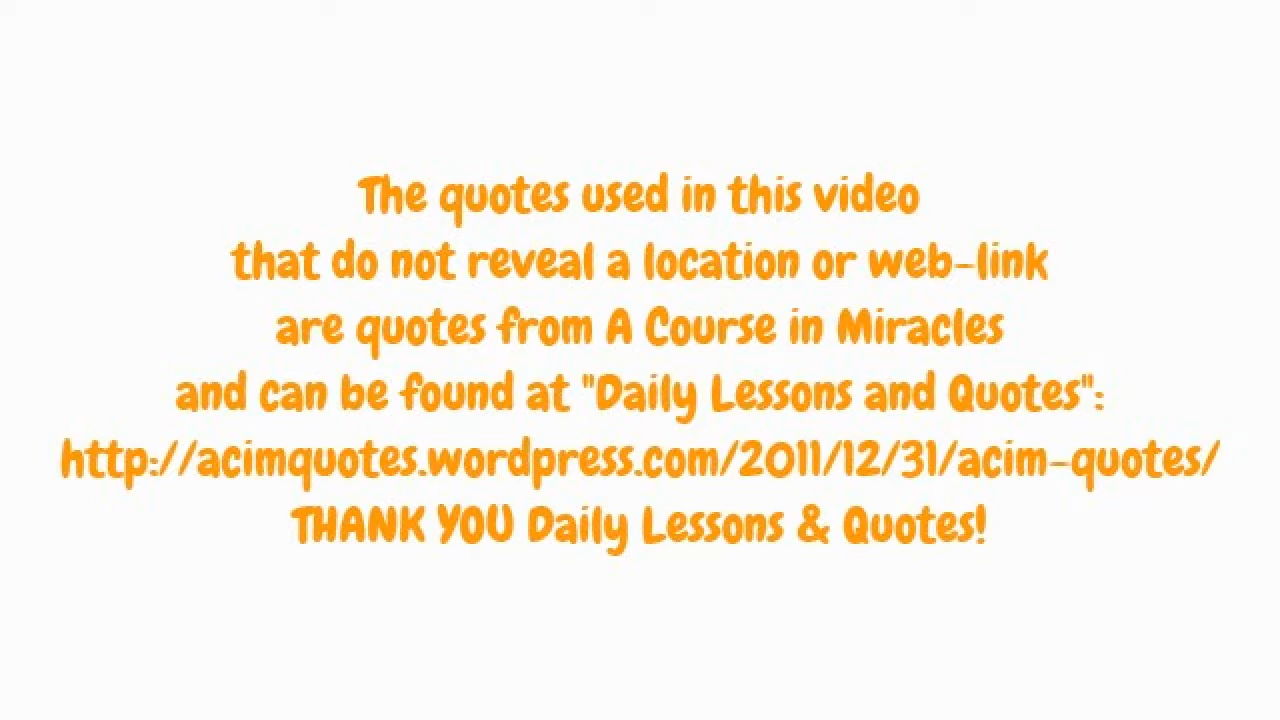 The quotes used in this video
that do not reveal a location or web-link
are quotes from A Course in Miracles
and can be found at "Daily Lessons and Quotes":
http://acimquotes.wordpress.com/2011/12/31/acim-quotes/
THANK YOU Daily Lessons & Quotes!